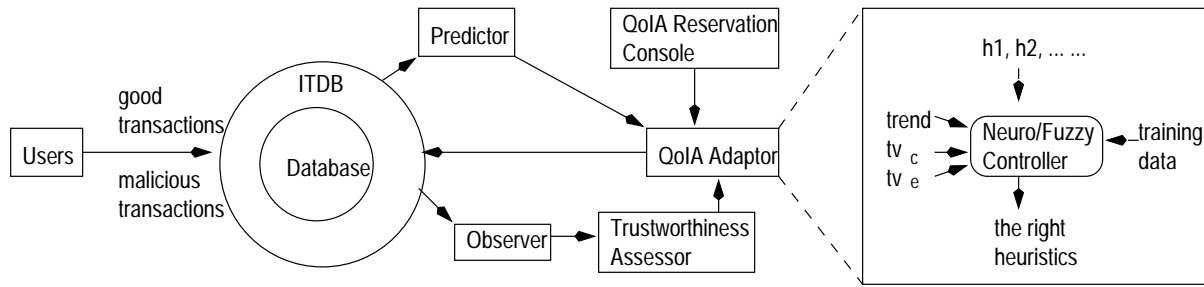 Users
good
transactions
malicious
transactions
ITDB
Database
Predictor
QoIA Reservation
Console
QoIA Adaptor
Observer
Trustworthiness
Assessor
h1, h2, ... ...
trend
tv c
tv e
Neuro/Fuzzy
Controller
training
data
the right
heuristics